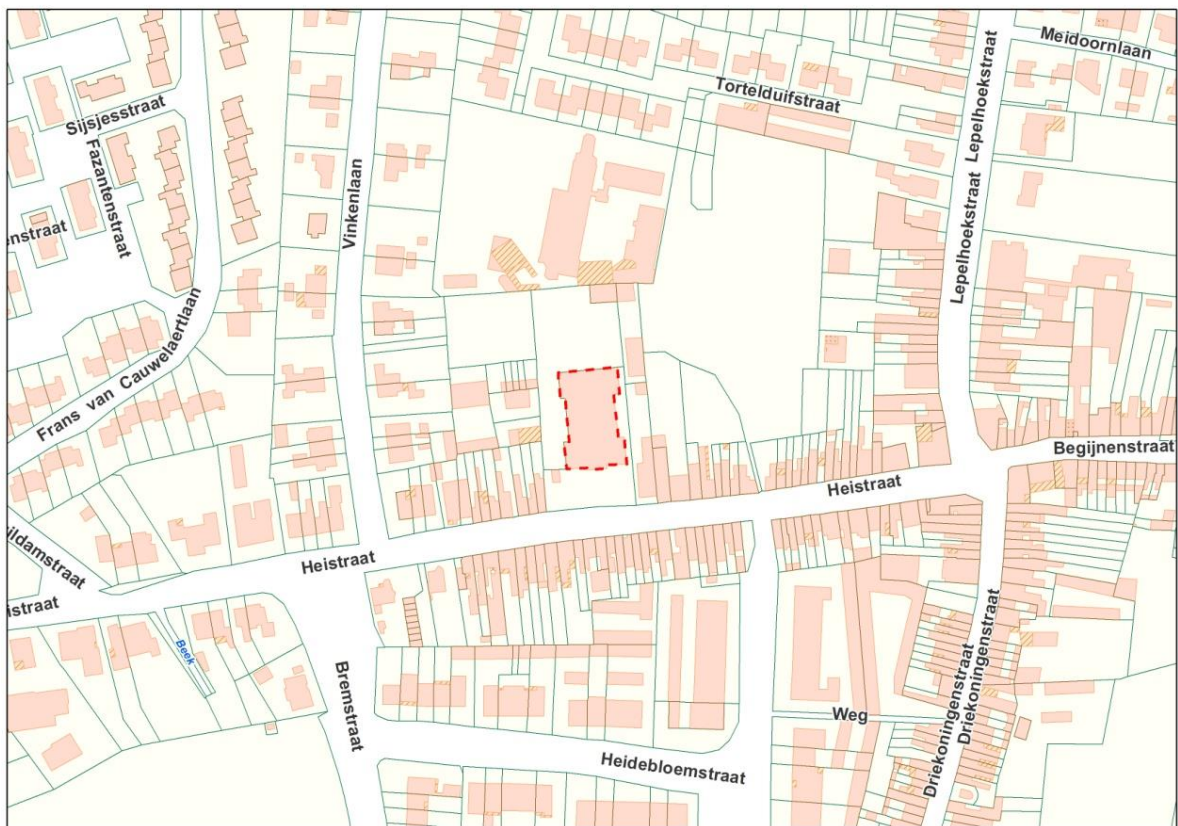 Meidoornlaan
Tortelduifstraat
Lepelhoekstraat
Sijsjesstraat
Fazantenstraat
enstraat
Vinkenlaan
Lepelhoekstraat
Frans van Cauwelaertlaan
Begijnenstraat
Heistraat
Heistraat
ildamstraat
istraat
Beek
Bremstraat
Driekoningenstraat
Driekoningenstraat
Weg
Heidebloemstraat